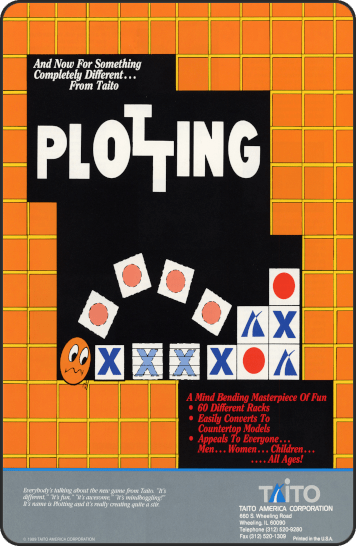 And Now For Something
Completely Different...
From Taito
PLOTTING
A Mind Bending Masterpiece Of Fun
• 60 Different Racks
• Easily Converts To
Countertop Models
• Appeals To Everyone...
Men...Women...Children...
....All Ages!
Everybody's talking about the new game from Taito. "It's
different." "It's fun." "It's awesome." "It's mindboggling!"
It's name is Plotting and it's really creating quite a stir.
TAITO
TAITO AMERICA CORPORATION
660 S. Wheeling Road
Wheeling, IL 60090
Telephone (312) 520-9280
Fax (312) 520-1309
© 1989 TAITO AMERICA CORPORATION
Printed in the U.S.A.